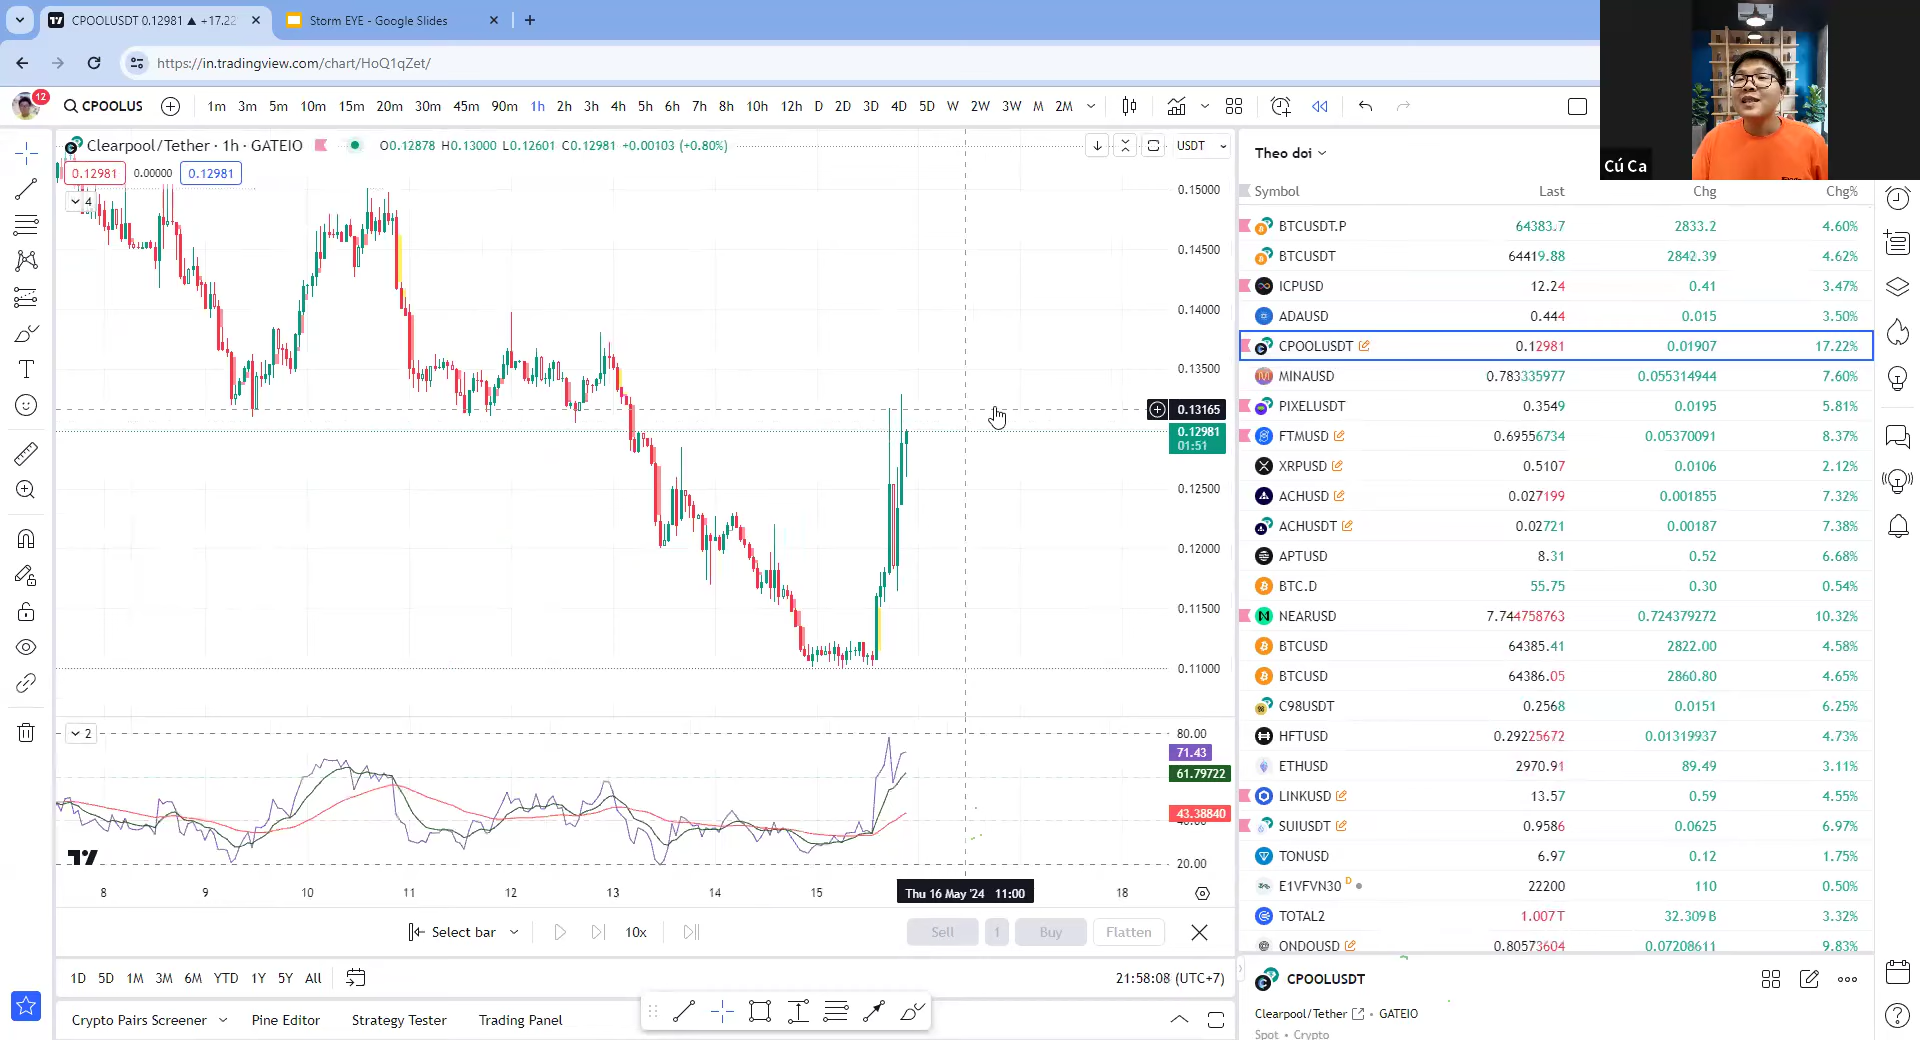 CPOOLUSDT 0.12981 ▲ +17.22
Storm EYE - Google Slides
https://in.tradingview.com/chart/HoQ1qZet/
12
CPOOLUS
1m 3m 5m 10m 15m 20m 30m 45m 90m 1h 2h 3h 4h 5h 6h 7h 8h 10h 12h D 2D 3D 4D 5D W 2W 3W M 2M
Cú Ca
Clearpool/Tether · 1h · GATEIO O0.12878 H0.13000 L0.12601 C0.12981 +0.00103 (+0.80%)
USDT
0.12981 0.00000 0.12981
4
0.15000
0.14500
0.14000
0.13500
0.13165
0.12981
01:51
0.12500
0.12000
0.11500
0.11000
2
80.00
71.43
61.79722
43.38840
20.00
8 9 10 11 12 13 14 15 Thu 16 May '24 11:00 18
Select bar 10x Sell 1 Buy Flatten
1D 5D 1M 3M 6M YTD 1Y 5Y All
21:58:08 (UTC+7)
Crypto Pairs Screener Pine Editor Strategy Tester Trading Panel
Theo doi
Symbol Last Chg Chg%
BTCUSDT.P 64383.7 2833.2 4.60%
BTCUSDT 64419.88 2842.39 4.62%
ICPUSD 12.24 0.41 3.47%
ADAUSD 0.444 0.015 3.50%
CPOOLUSDT 0.12981 0.01907 17.22%
MINAUSD 0.783335977 0.055314944 7.60%
PIXELUSDT 0.3549 0.0195 5.81%
FTMUSD 0.69556734 0.05370091 8.37%
XRPUSD 0.5107 0.0106 2.12%
ACHUSD 0.027199 0.001855 7.32%
ACHUSDT 0.02721 0.00187 7.38%
APTUSD 8.31 0.52 6.68%
BTC.D 55.75 0.30 0.54%
NEARUSD 7.744758763 0.724379272 10.32%
BTCUSD 64385.41 2822.00 4.58%
BTCUSD 64386.05 2860.80 4.65%
C98USDT 0.2568 0.0151 6.25%
HFTUSD 0.29225672 0.01319937 4.73%
ETHUSD 2970.91 89.49 3.11%
LINKUSD 13.57 0.59 4.55%
SUIUSDT 0.9586 0.0625 6.97%
TONUSD 6.97 0.12 1.75%
E1VFVN30 D 22200 110 0.50%
TOTAL2 1.007T 32.309B 3.32%
ONDOUSD 0.80573604 0.07208611 9.83%
CPOOLUSDT
Clearpool/Tether · GATEIO
Spot · Crypto